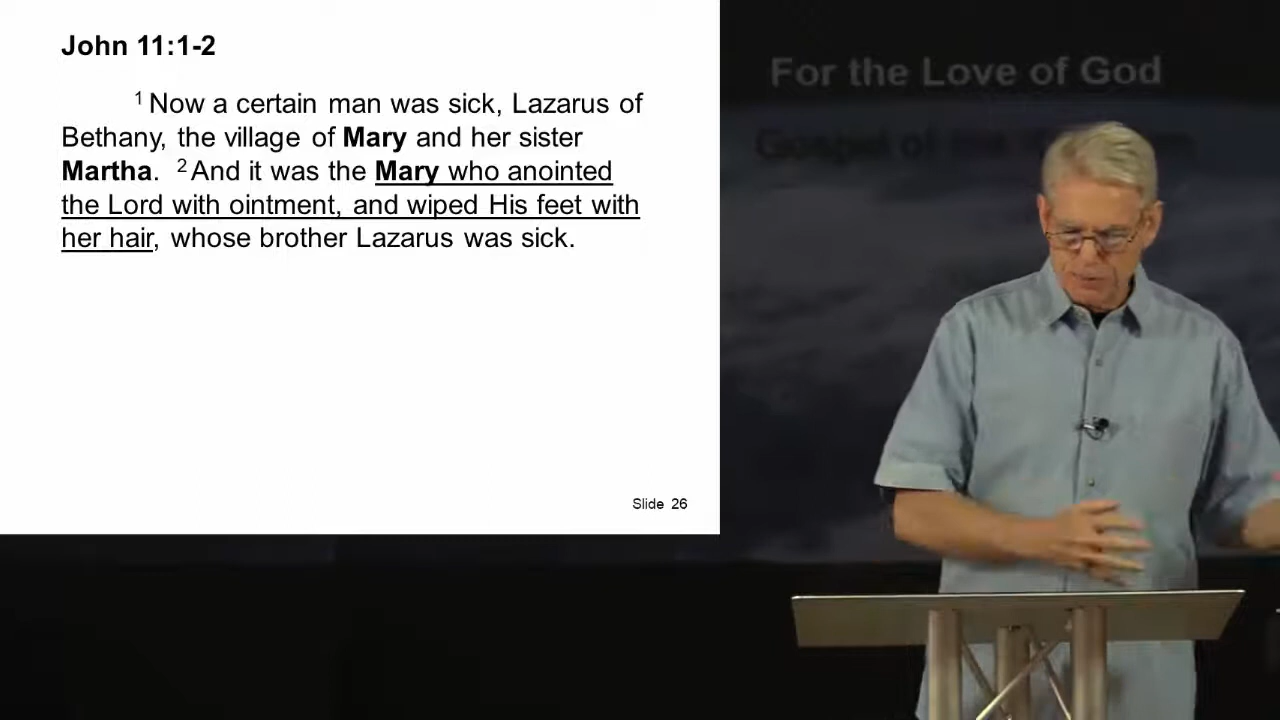 John 11:1-2
1 Now a certain man was sick, Lazarus of
Bethany, the village of Mary and her sister
Martha. 2 And it was the Mary who anointed
the Lord with ointment, and wiped His feet with
her hair, whose brother Lazarus was sick.
Slide 26
For the Love of God
Gospel of